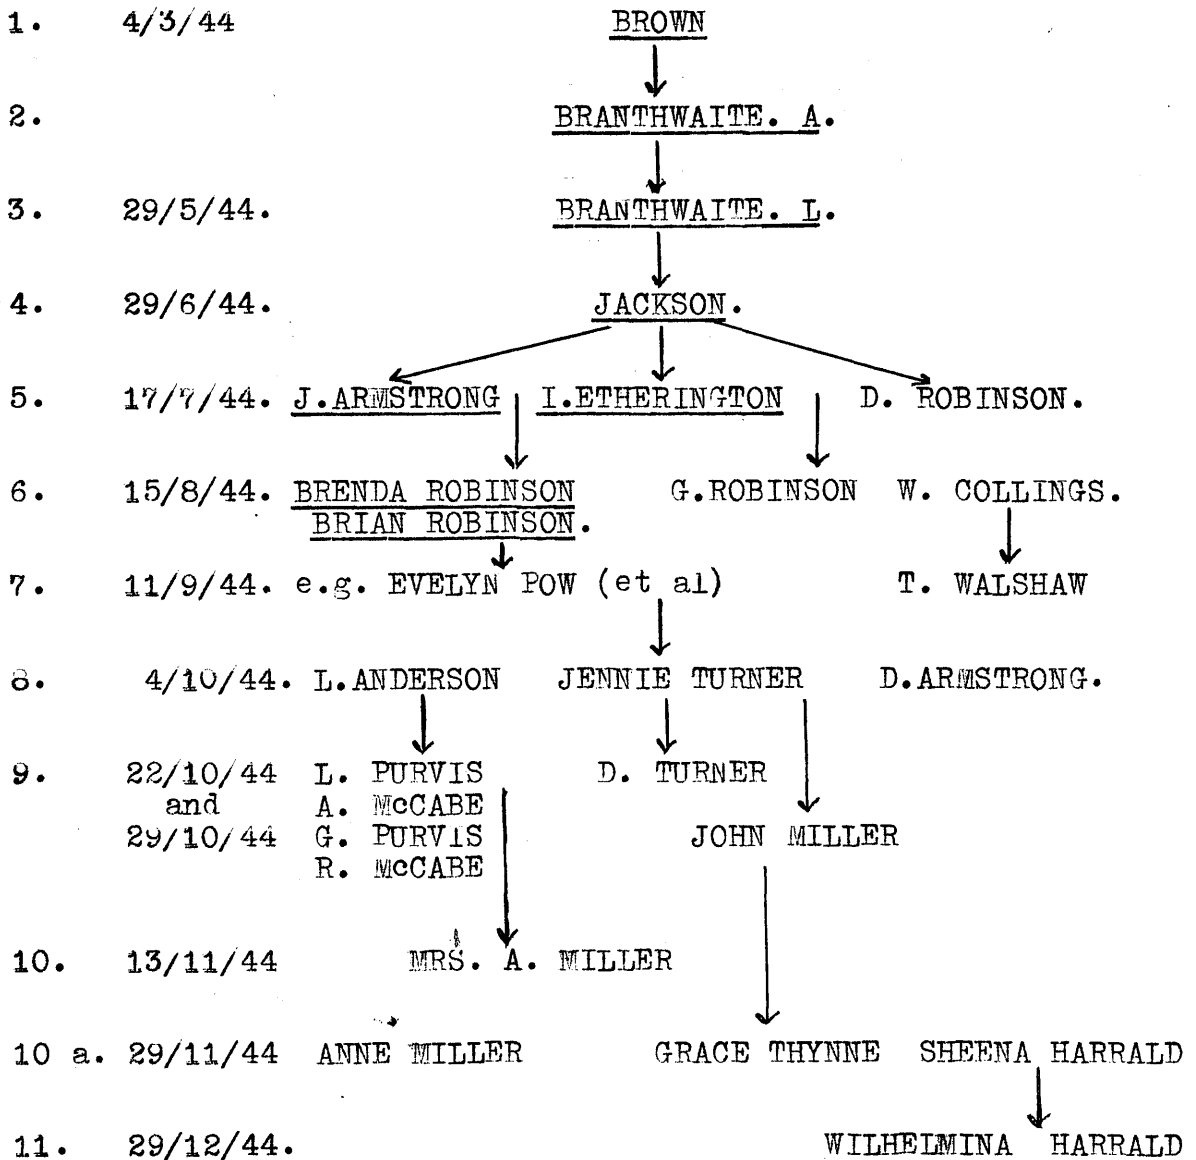 1. 4/3/44 BROWN
2. BRANTHWAITE. A.
3. 29/5/44. BRANTHWAITE. L.
4. 29/6/44. JACKSON.
5. 17/7/44. J.ARMSTRONG I.ETHERINGTON D. ROBINSON.
6. 15/8/44. BRENDA ROBINSON G.ROBINSON W. COLLINGS.
BRIAN ROBINSON.
7. 11/9/44. e.g. EVELYN POW (et al) T. WALSHAW
8. 4/10/44. L.ANDERSON JENNIE TURNER D.ARMSTRONG.
9. 22/10/44 L. PURVIS D. TURNER
and A. McCABE
29/10/44 G. PURVIS JOHN MILLER
R. McCABE
10. 13/11/44 MRS. A. MILLER
10 a. 29/11/44 ANNE MILLER GRACE THYNNE SHEENA HARRALD
11. 29/12/44. WILHELMINA HARRALD